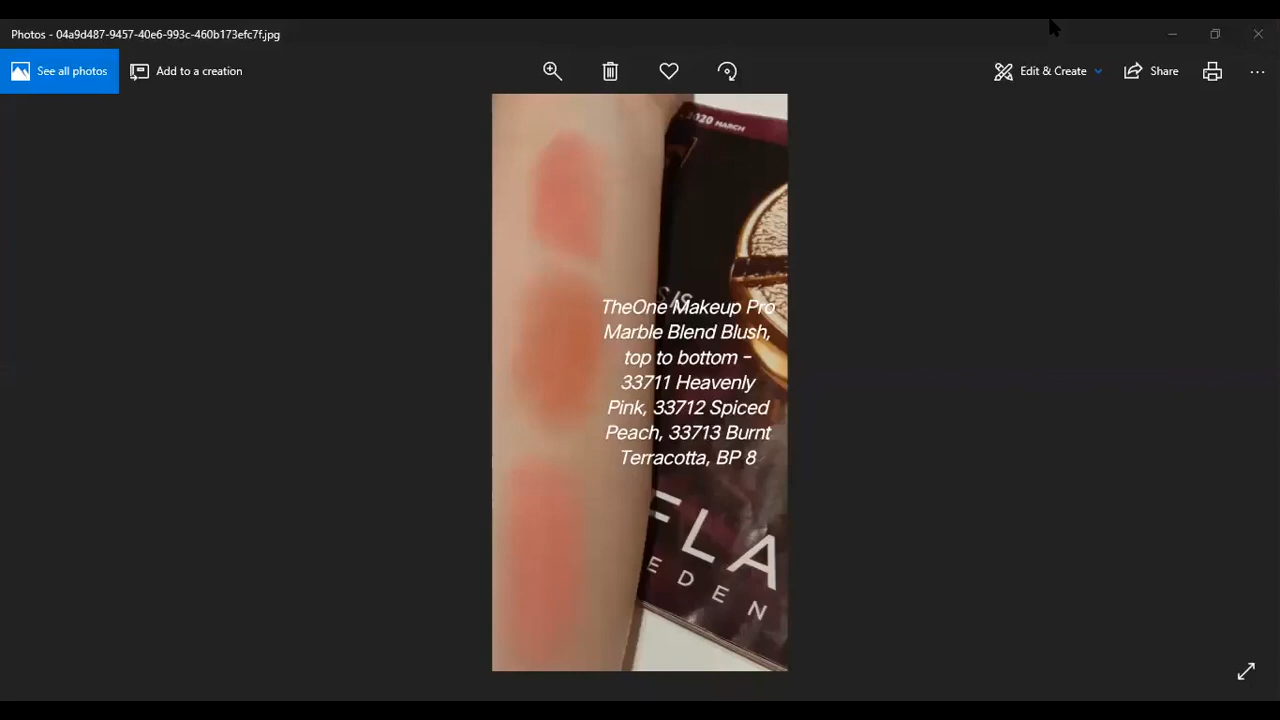 Photos - 04a9d487-9457-40e6-993c-460b173efc7f.jpg
See all photos
Add to a creation
Edit & Create
Share
2020 MARCH
TheOne Makeup Pro
Marble Blend Blush,
top to bottom -
33711 Heavenly
Pink, 33712 Spiced
Peach, 33713 Burnt
Terracotta, BP 8
FLA
EDEN